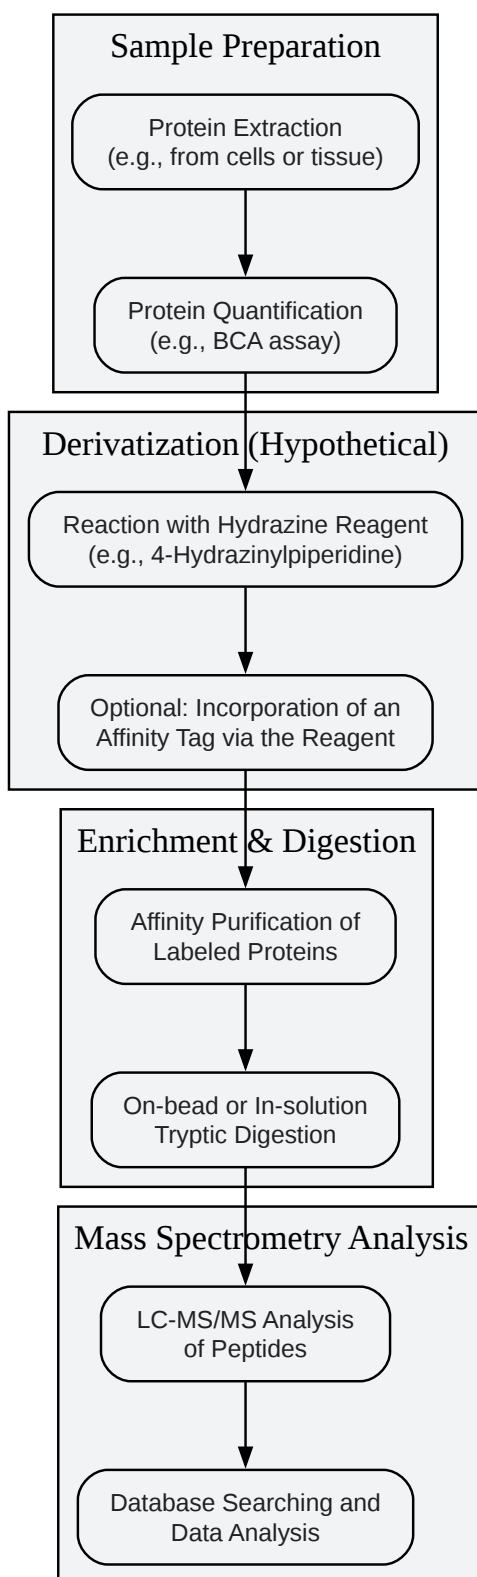 Sample Preparation
Protein Extraction
(e.g., from cells or tissue)
Protein Quantification
(e.g., BCA assay)
Derivatization (Hypothetical)
Reaction with Hydrazine Reagent
(e.g., 4-Hydrazinylpiperidine)
Optional: Incorporation of an
Affinity Tag via the Reagent
Enrichment & Digestion
Affinity Purification of
Labeled Proteins
On-bead or In-solution
Tryptic Digestion
Mass Spectrometry Analysis
LC-MS/MS Analysis
of Peptides
Database Searching and
Data Analysis